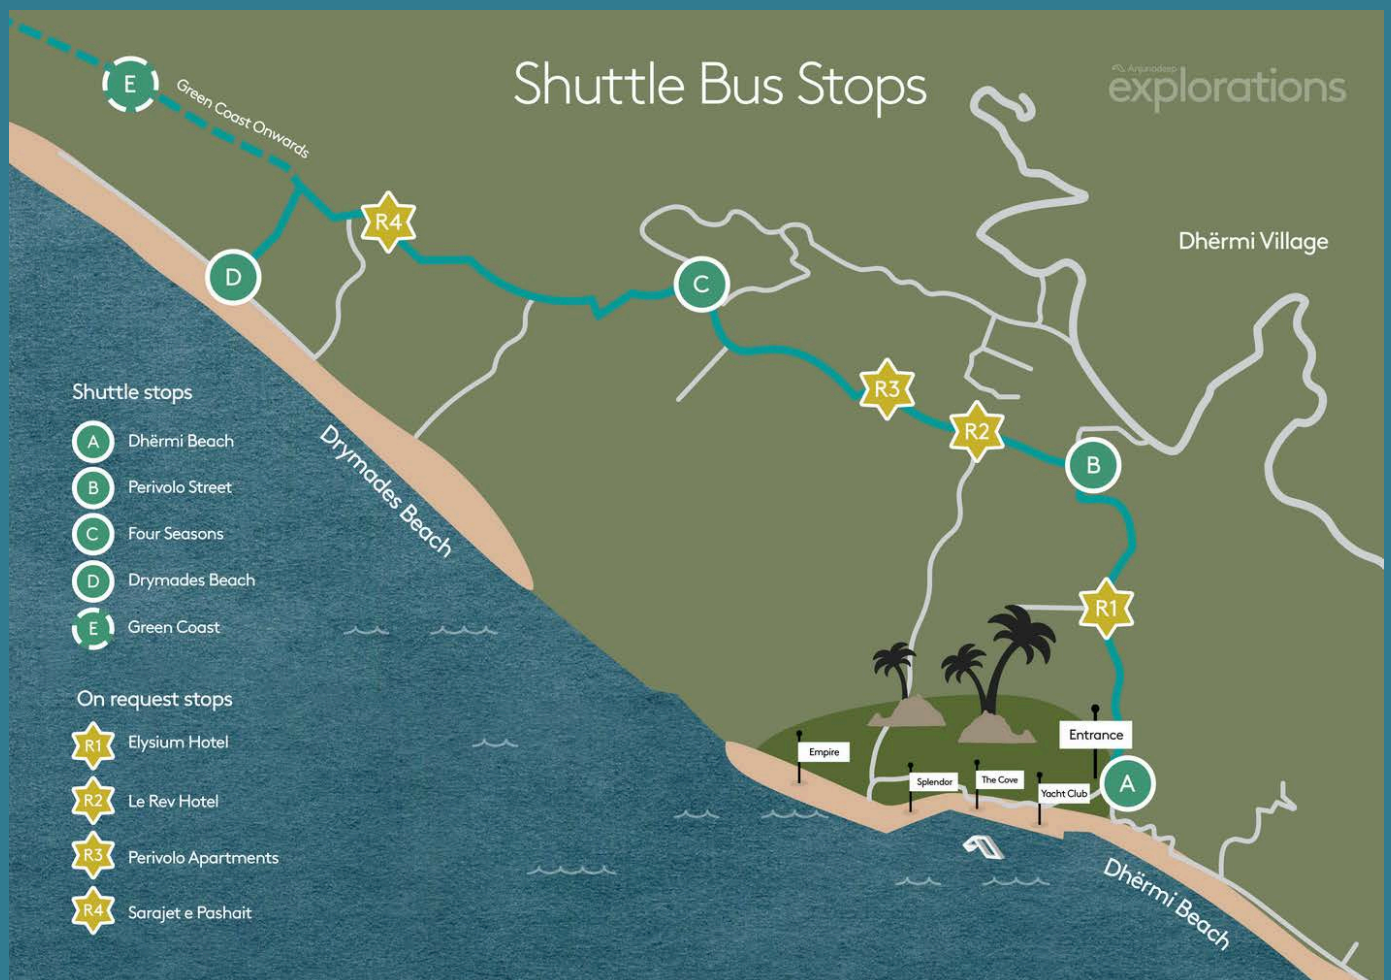 Shuttle Bus Stops
Anjunadeep
explorations
E
Green Coast Onwards
R4
D
C
Dhërmi Village
R3
R2
B
R1
Drymades Beach
Shuttle stops
A Dhërmi Beach
B Perivolo Street
C Four Seasons
D Drymades Beach
E Green Coast
On request stops
R1 Elysium Hotel
R2 Le Rev Hotel
R3 Perivolo Apartments
R4 Sarajet e Pashait
Entrance
Empire
Splendor
The Cove
Yacht Club
A
Dhërmi Beach